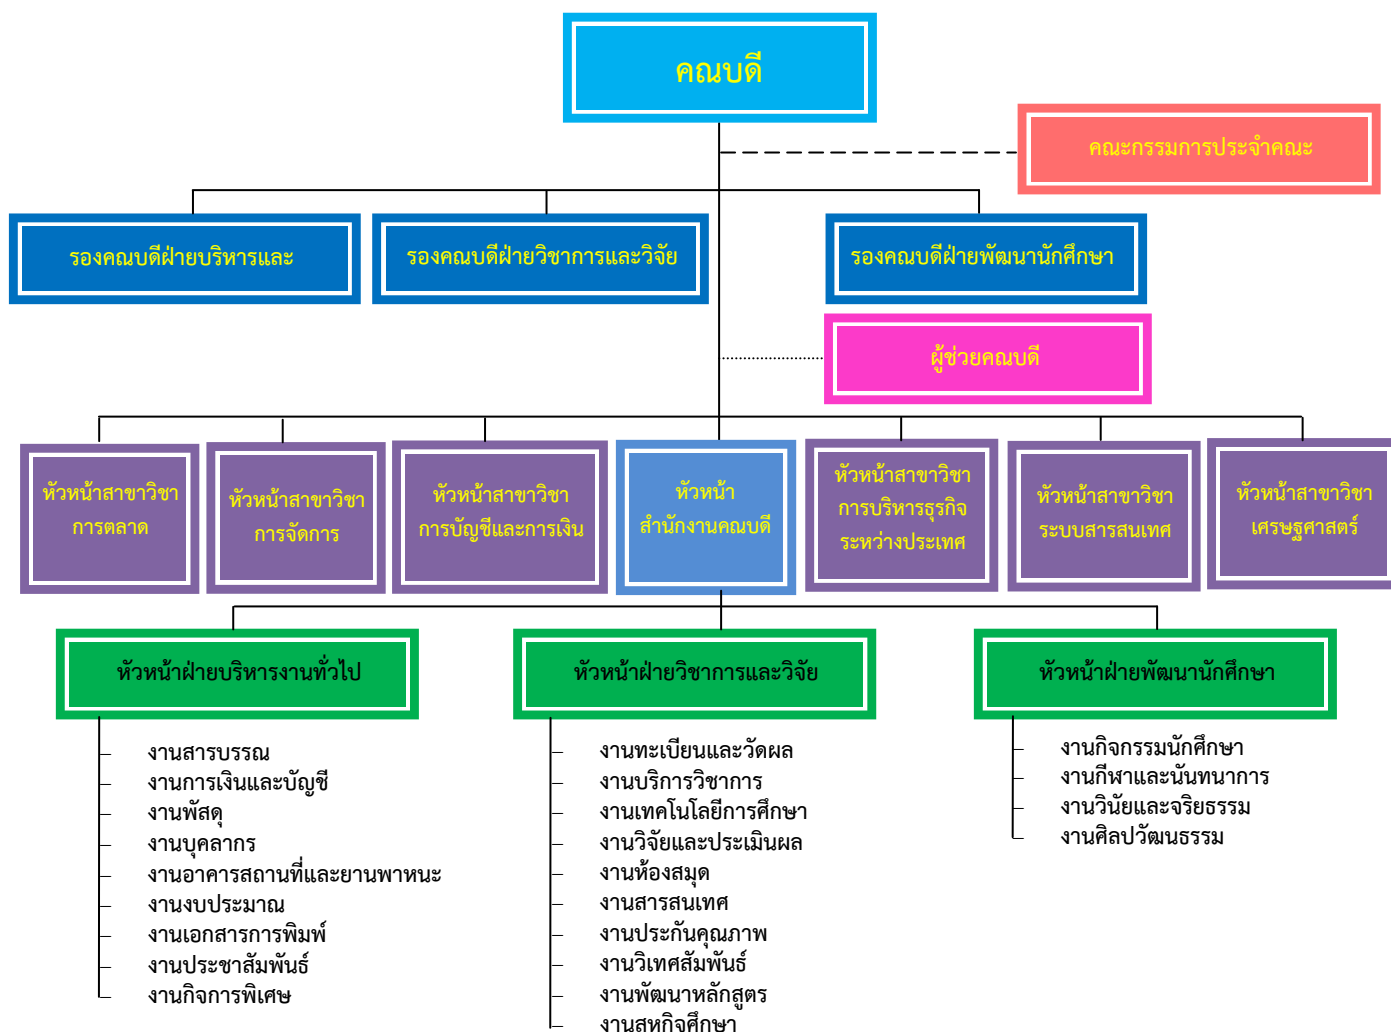 คณบดี
คณะกรรมการประจำคณะ
รองคณบดีฝ่ายบริหารและ
รองคณบดีฝ่ายวิชาการและวิจัย
รองคณบดีฝ่ายพัฒนานักศึกษา
ผู้ช่วยคณบดี
หัวหน้าสาขาวิชา
การตลาด
หัวหน้าสาขาวิชา
การจัดการ
หัวหน้าสาขาวิชา
การบัญชีและการเงิน
หัวหน้า
สำนักงานคณบดี
หัวหน้าสาขาวิชา
การบริหารธุรกิจ
ระหว่างประเทศ
หัวหน้าสาขาวิชา
ระบบสารสนเทศ
หัวหน้าสาขาวิชา
เศรษฐศาสตร์
หัวหน้าฝ่ายบริหารงานทั่วไป
งานสารบรรณ
งานการเงินและบัญชี
งานพัสดุ
งานบุคลากร
งานอาคารสถานที่และยานพาหนะ
งานงบประมาณ
งานเอกสารการพิมพ์
งานประชาสัมพันธ์
งานกิจการพิเศษ
หัวหน้าฝ่ายวิชาการและวิจัย
งานทะเบียนและวัดผล
งานบริการวิชาการ
งานเทคโนโลยีการศึกษา
งานวิจัยและประเมินผล
งานห้องสมุด
งานสารสนเทศ
งานประกันคุณภาพ
งานวิเทศสัมพันธ์
งานพัฒนาหลักสูตร
งานสหกิจศึกษา
หัวหน้าฝ่ายพัฒนานักศึกษา
งานกิจกรรมนักศึกษา
งานกีฬาและนันทนาการ
งานวินัยและจริยธรรม
งานศิลปวัฒนธรรม